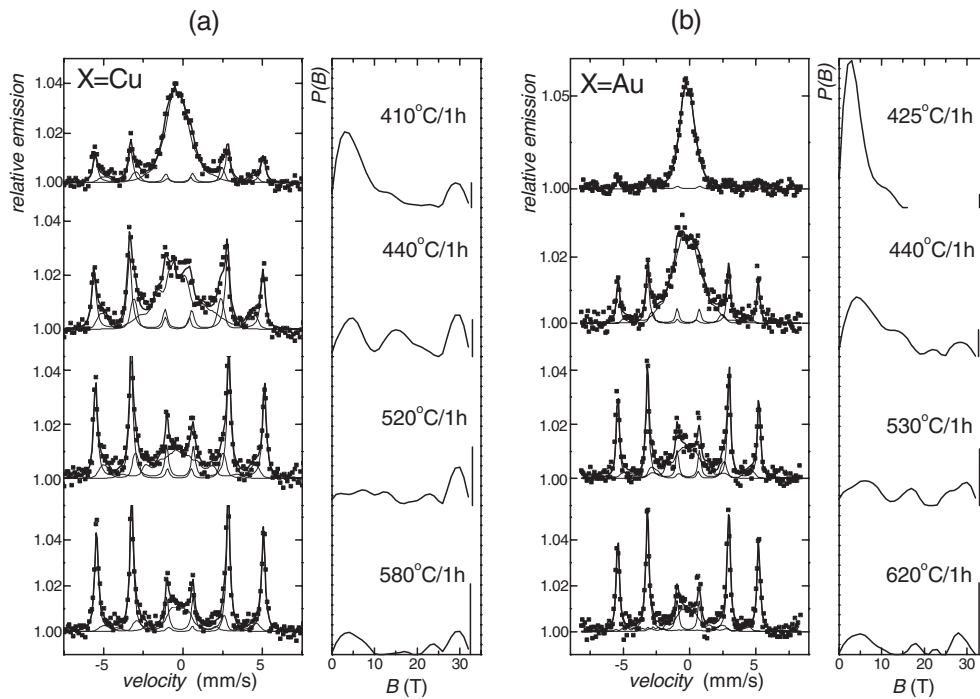 (a)
(b)
X=Cu
1.04
1.02
1.00
relative emission
P(B)
410°C/1h
X=Au
1.05
1.00
relative emission
P(B)
425°C/1h
1.04
1.02
1.00
440°C/1h
1.02
1.00
440°C/1h
1.04
1.02
1.00
520°C/1h
1.04
1.02
1.00
530°C/1h
1.04
1.02
1.00
580°C/1h
1.04
1.02
1.00
620°C/1h
-5 0 5
velocity (mm/s)
0 10 20 30
B (T)
-5 0 5
velocity (mm/s)
0 10 20 30
B (T)